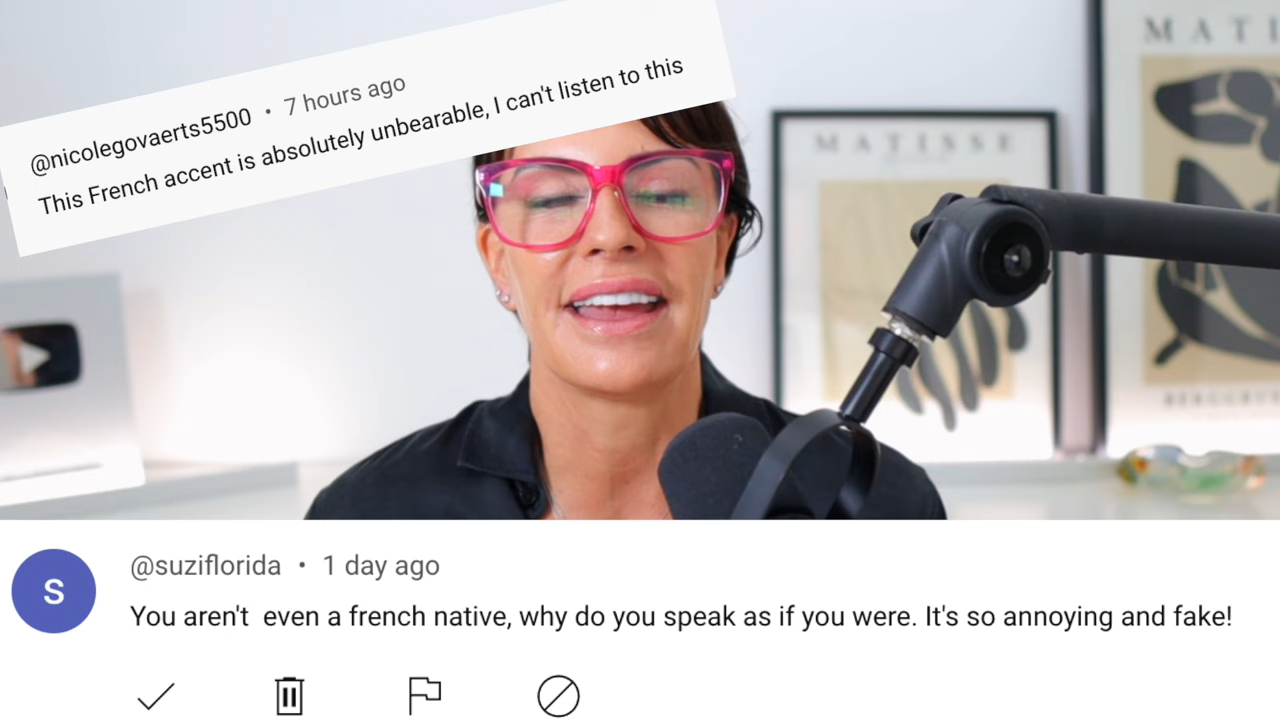 @nicolegovaerts5500 • 7 hours ago
This French accent is absolutely unbearable, I can't listen to this
MATISSE
MATI
@suziflorida • 1 day ago
S
You aren't  even a french native, why do you speak as if you were. It's so annoying and fake!